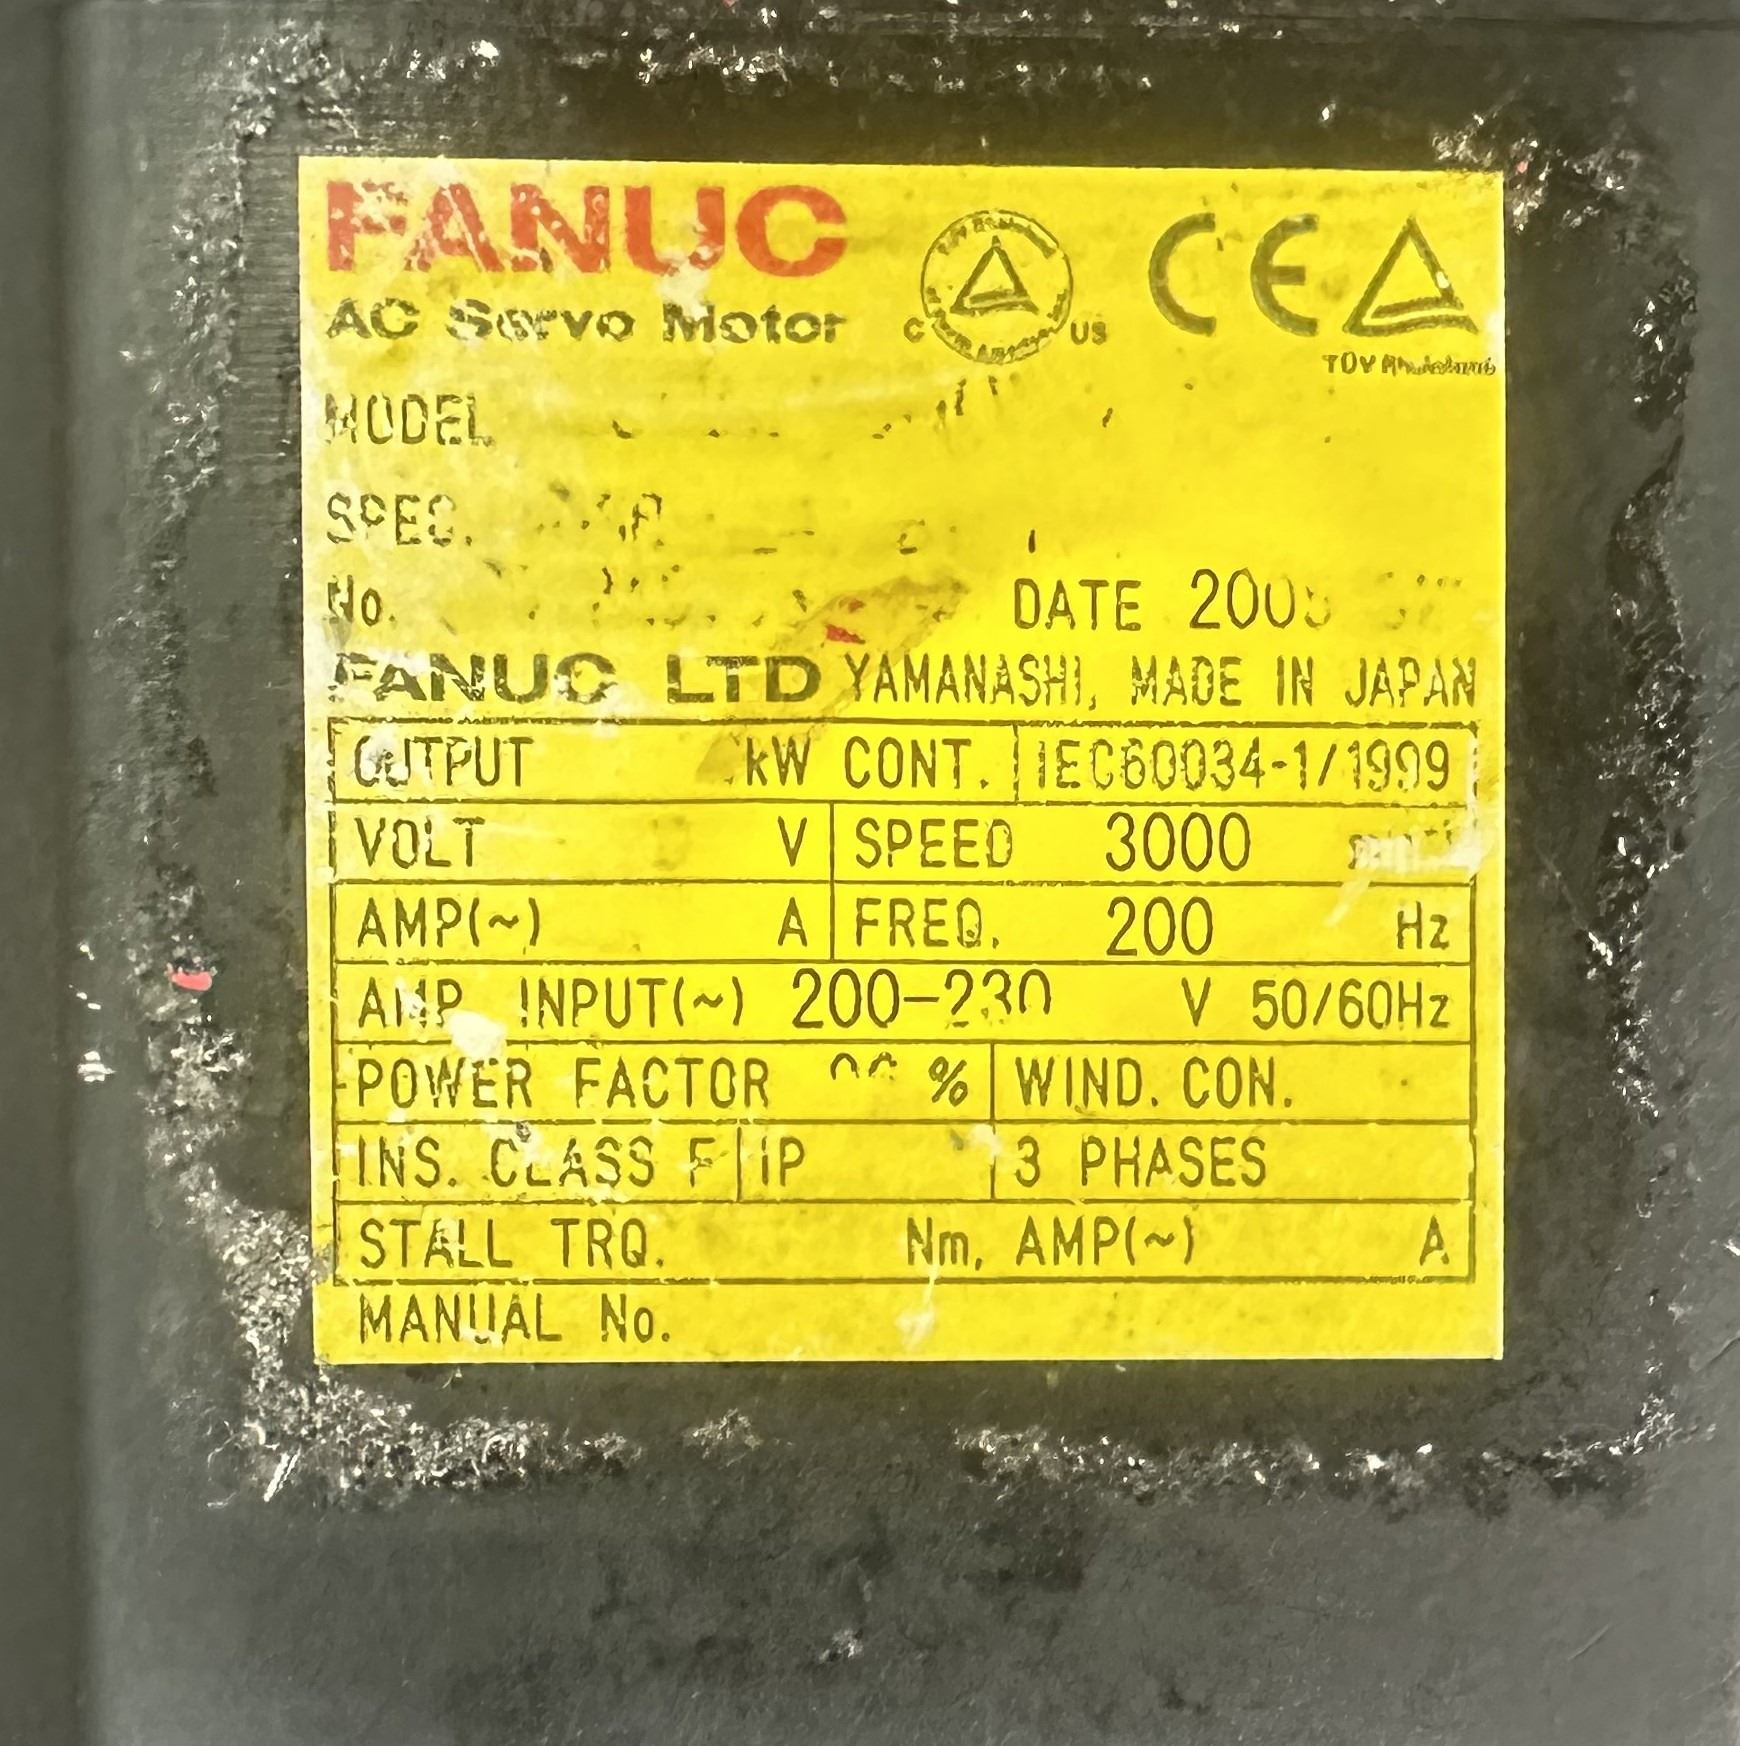 FANUC
AC Servo Motor
C US
CE
TÜV Rheinland
MODEL
SPEC.
No.
DATE
FANUC LTD YAMANASHI, MADE IN JAPAN
OUTPUT kW CONT. IEC60034-1/1999
VOLT V SPEED 3000
AMP(~) A FREQ. 200 Hz
AMP INPUT(~) 200-230 V 50/60Hz
POWER FACTOR % WIND. CON.
INS. CLASS F IP 3 PHASES
STALL TRQ. Nm, AMP(~) A
MANUAL No.